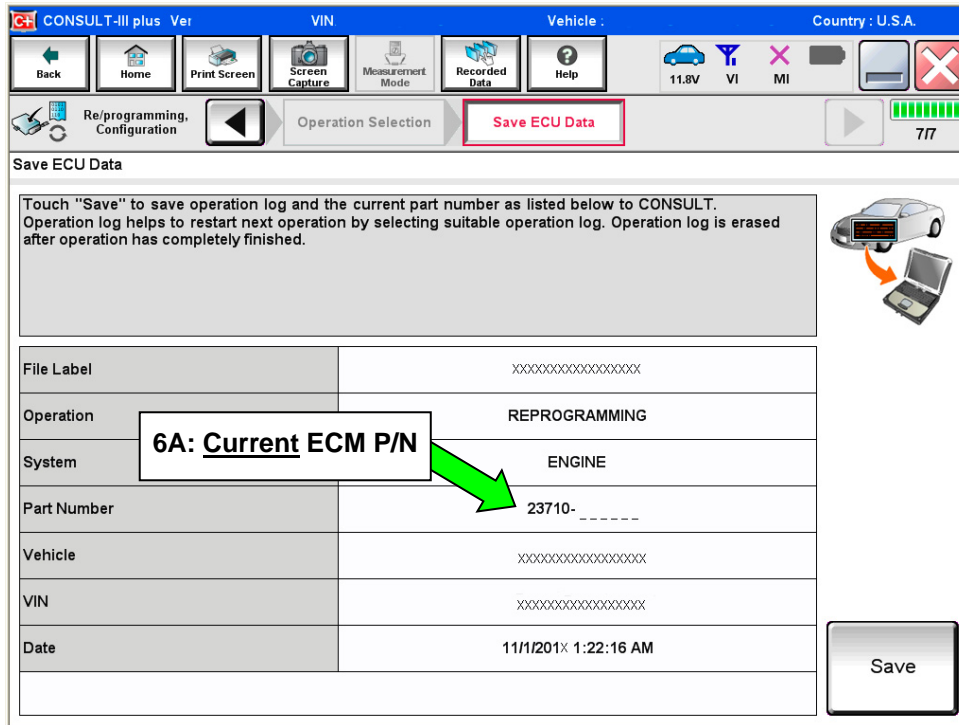 C+ CONSULT-III plus Ver VIN Vehicle : Country : U.S.A.
Back
Home
Print Screen
Screen Capture
Measurement Mode
Recorded Data
? Help
11.8V
VI
MI
Re/programming, Configuration
Operation Selection
Save ECU Data
7/7
Save ECU Data
Touch "Save" to save operation log and the current part number as listed below to CONSULT.
Operation log helps to restart next operation by selecting suitable operation log. Operation log is erased
after operation has completely finished.
File Label XXXXXXXXXXXXXXXXX
Operation REPROGRAMMING
6A: Current ECM P/N
System ENGINE
Part Number 23710-_ _ _ _ _ _
Vehicle XXXXXXXXXXXXXXXXX
VIN XXXXXXXXXXXXXXXXX
Date 11/1/201X 1:22:16 AM
Save